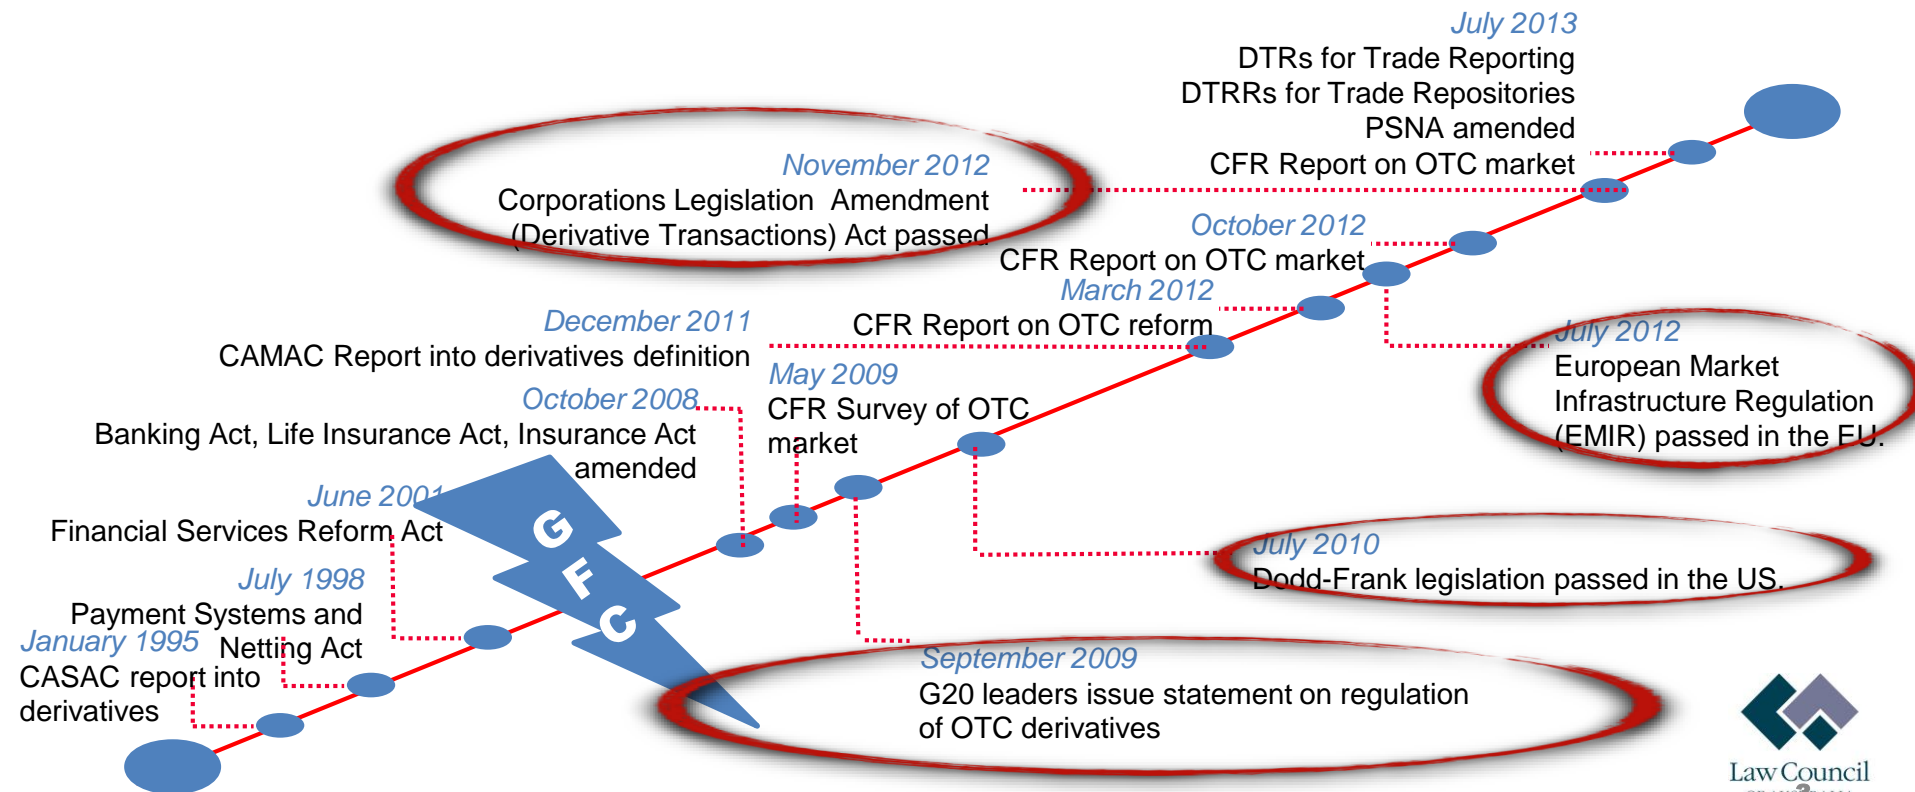 July 2013
DTRs for Trade Reporting
DTRRs for Trade Repositories
PSNA amended
CFR Report on OTC market
November 2012
Corporations Legislation Amendment
(Derivative Transactions) Act passed
October 2012
CFR Report on OTC market
March 2012
CFR Report on OTC reform
December 2011
CAMAC Report into derivatives definition
July 2012
European Market
Infrastructure Regulation
(EMIR) passed in the EU.
May 2009
CFR Survey of OTC
market
October 2008
Banking Act, Life Insurance Act, Insurance Act
amended
June 2001
Financial Services Reform Act
G
F
C
July 2010
Dodd-Frank legislation passed in the US.
July 1998
Payment Systems and
Netting Act
January 1995
CASAC report into
derivatives
September 2009
G20 leaders issue statement on regulation
of OTC derivatives
Law Council